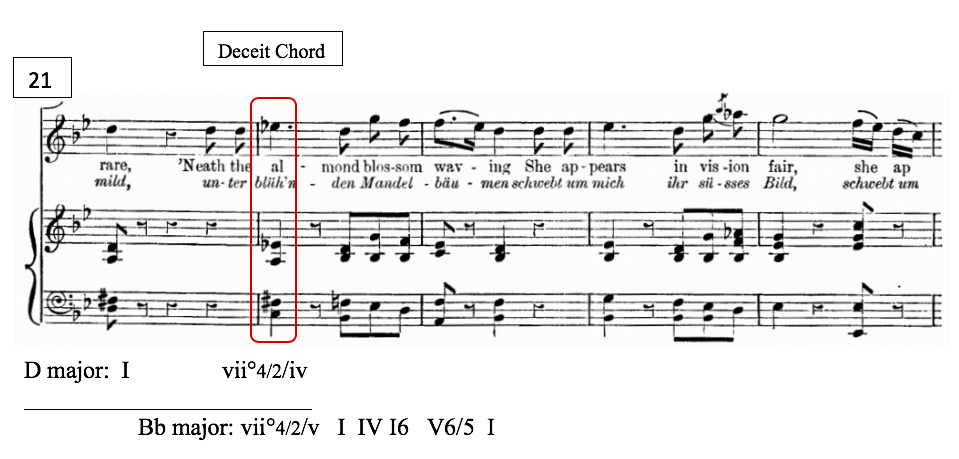 Deceit Chord
21
rare, 'Neath the al - mond blos-som wav - ing She ap - pears in vis - ion fair, she ap
mild, un - ter blüh'n - den Mandel - bäu - men schwebt um mich ihr sü - sses Bild, schwebt um
D major: I vii°4/2/iv
Bb major: vii°4/2/v I IV I6 V6/5 I